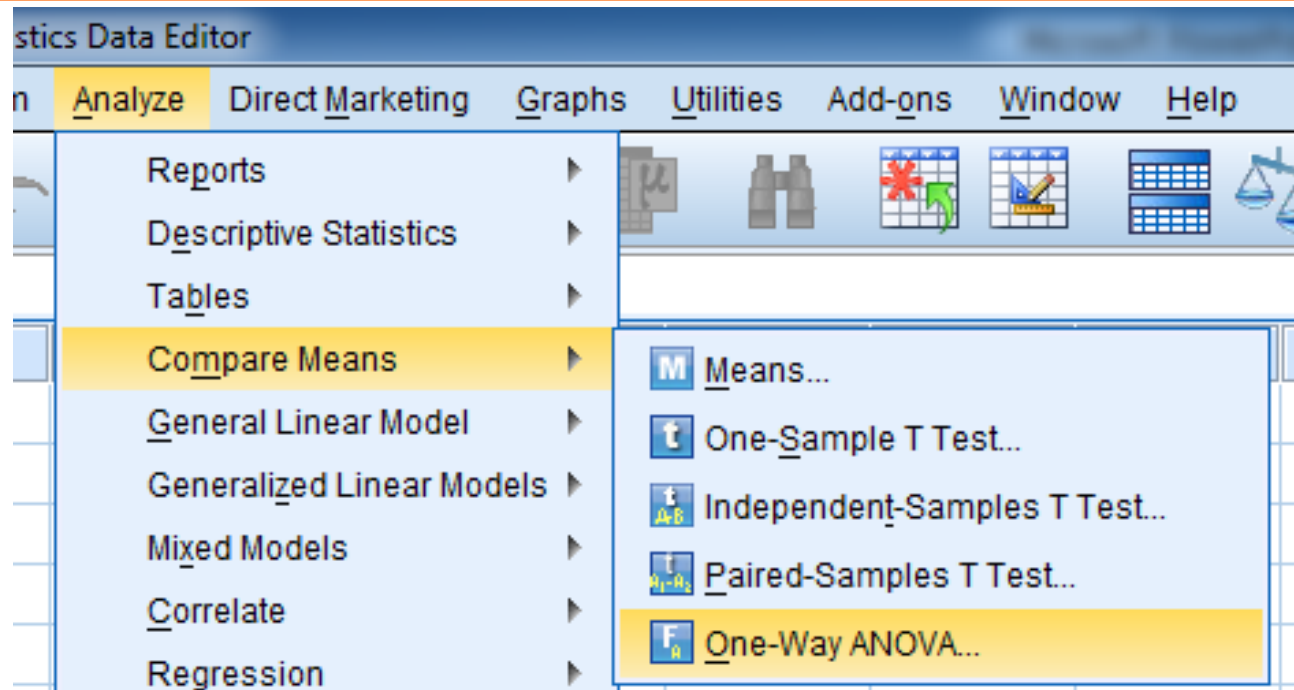 stics Data Editor
Analyze Direct Marketing Graphs Utilities Add-ons Window Help
Reports
Descriptive Statistics
Tables
Compare Means
General Linear Model
Generalized Linear Models
Mixed Models
Correlate
Regression
M Means...
t One-Sample T Test...
t A-B Independent-Samples T Test...
t A₁-A₂ Paired-Samples T Test...
F A One-Way ANOVA...
μ